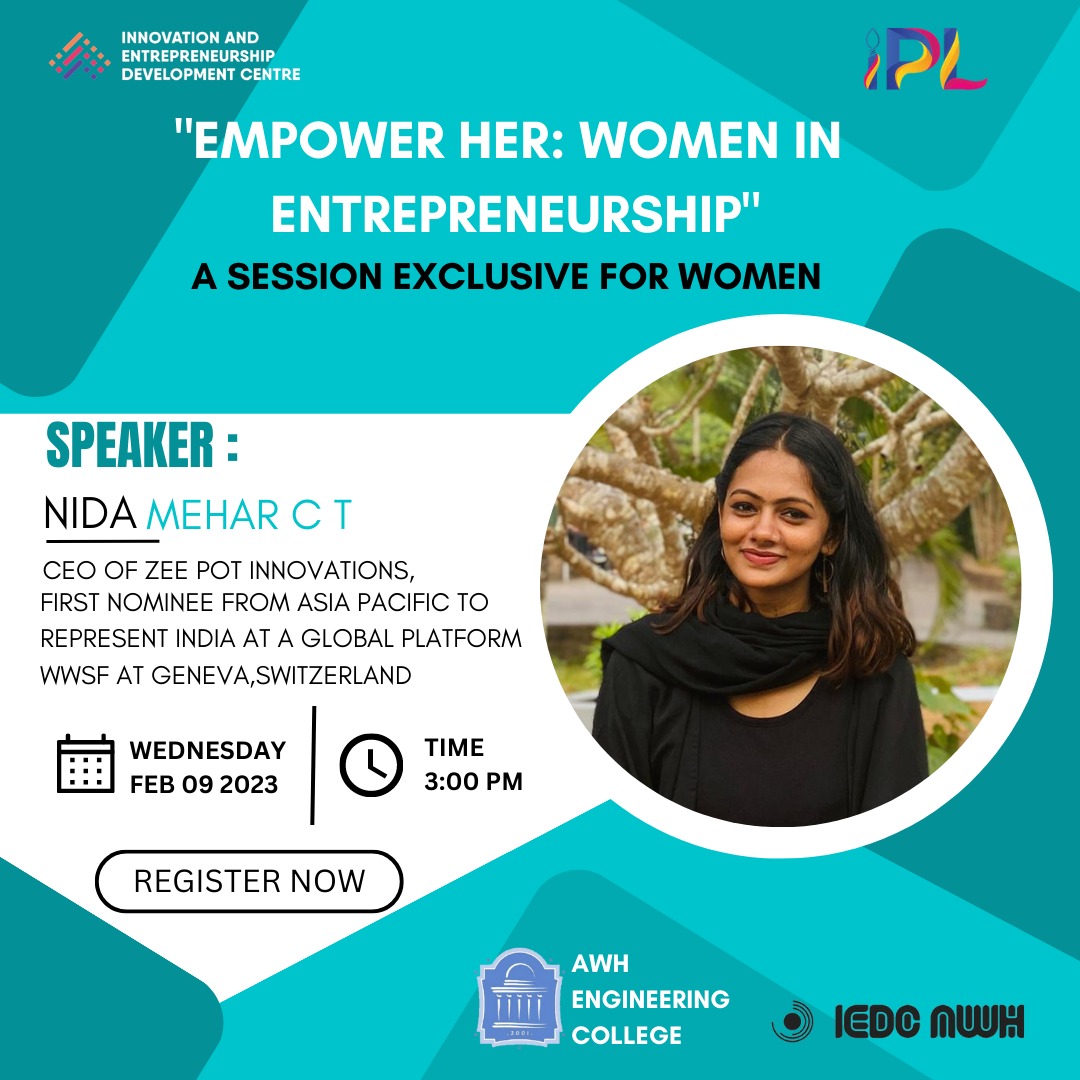 INNOVATION AND
ENTREPRENEURSHIP
DEVELOPMENT CENTRE
iPL
"EMPOWER HER: WOMEN IN
ENTREPRENEURSHIP"
A SESSION EXCLUSIVE FOR WOMEN
SPEAKER :
NIDA MEHAR C T
CEO OF ZEE POT INNOVATIONS,
FIRST NOMINEE FROM ASIA PACIFIC TO
REPRESENT INDIA AT A GLOBAL PLATFORM
WWSF AT GENEVA,SWITZERLAND
WEDNESDAY
FEB 09 2023
TIME
3:00 PM
REGISTER NOW
.2001.
AWH
ENGINEERING
COLLEGE
IEDC AWH